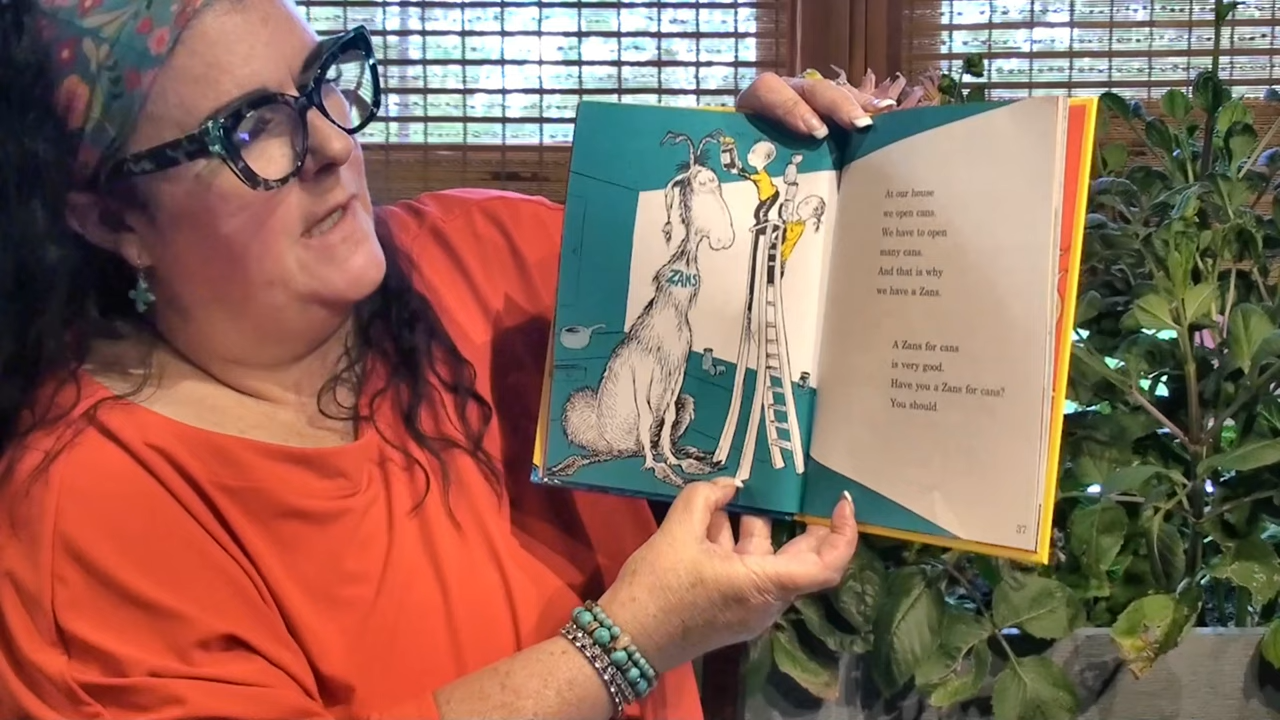 ZANS
At our house
we open cans.
We have to open
many cans.
And that is why
we have a Zans.
A Zans for cans
is very good.
Have you a Zans for cans?
You should.
37